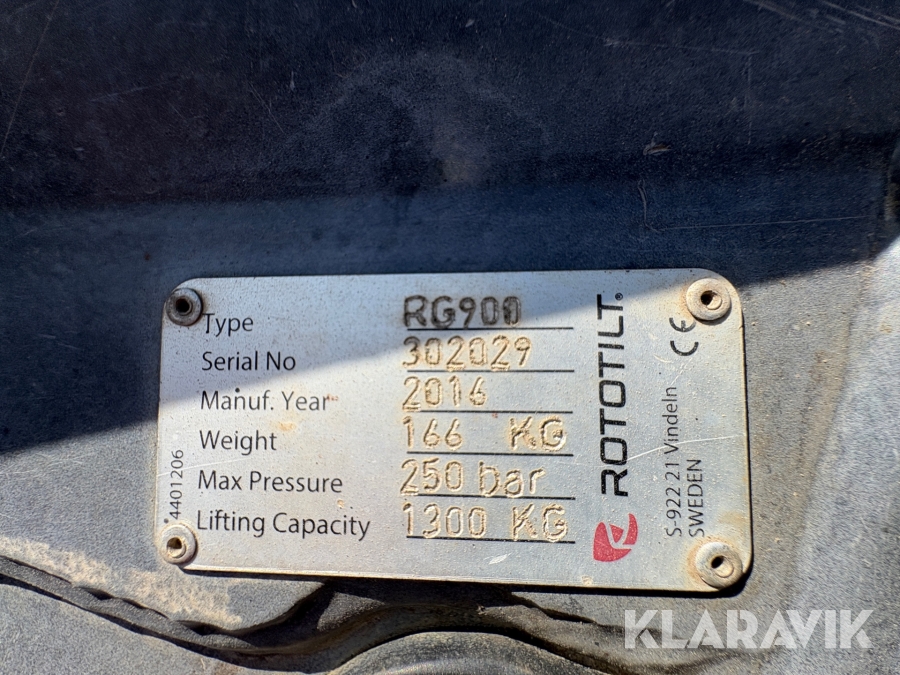 Type RG900
Serial No 302029
Manuf. Year 2016
Weight 166 KG
Max Pressure 250 bar
Lifting Capacity 1300 KG
4401206
ROTOTILT®
S-922 21 Vindeln
SWEDEN
CE
KLARAVIK